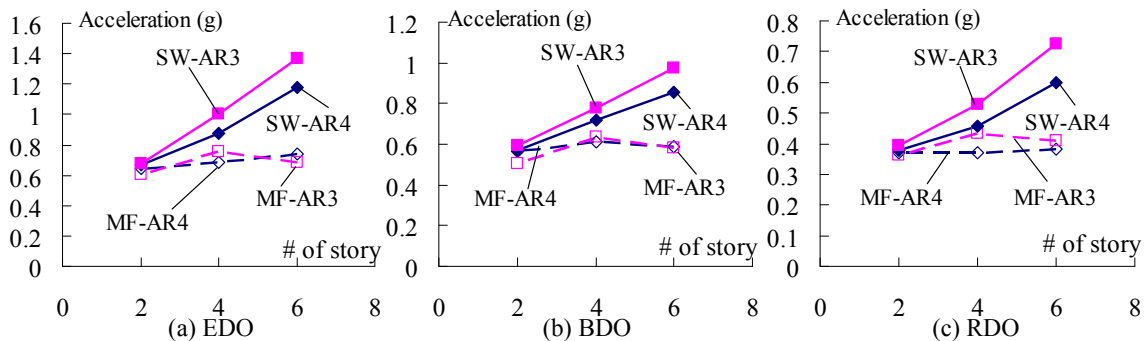 Acceleration (g)
1.6
1.4
1.2
1
0.8
0.6
0.4
0.2
0
SW-AR3
SW-AR4
MF-AR4
MF-AR3
# of story
0 2 4 6 8
(a) EDO
Acceleration (g)
1.2
1
0.8
0.6
0.4
0.2
0
SW-AR3
SW-AR4
MF-AR4
MF-AR3
# of story
0 2 4 6 8
(b) BDO
Acceleration (g)
0.8
0.7
0.6
0.5
0.4
0.3
0.2
0.1
0
SW-AR3
SW-AR4
MF-AR4
MF-AR3
# of story
0 2 4 6 8
(c) RDO